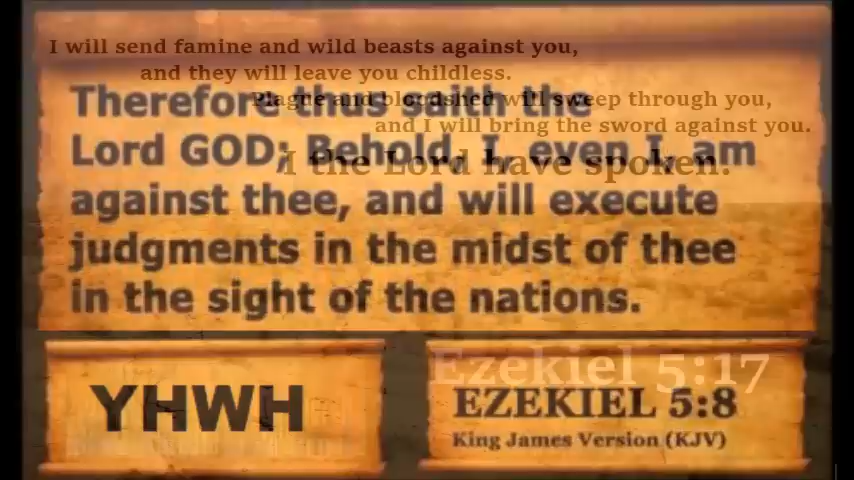 I will send famine and wild beasts against you,
and they will leave you childless.
Plague and bloodshed will sweep through you,
and I will bring the sword against you.
I the Lord have spoken.
Therefore thus saith the
Lord GOD; Behold, I, even I, am
against thee, and will execute
judgments in the midst of thee
in the sight of the nations.
YHWH
Ezekiel 5:17
EZEKIEL 5:8
King James Version (KJV)